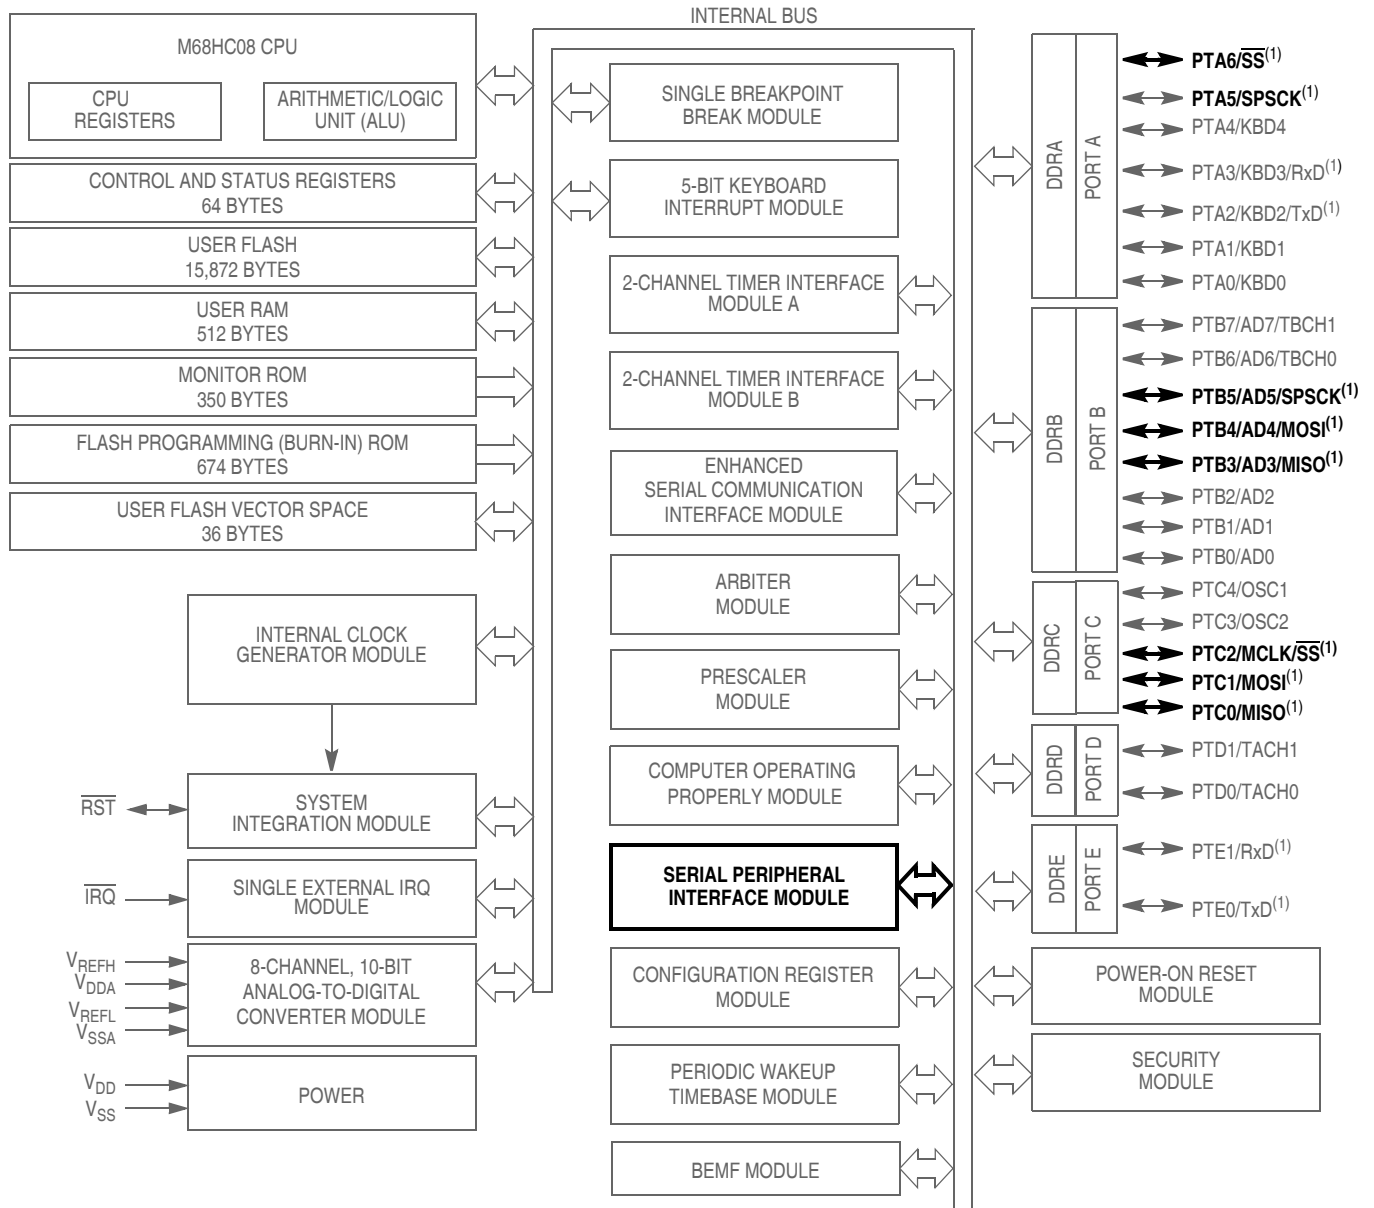 INTERNAL BUS
M68HC08 CPU
CPU
REGISTERS
ARITHMETIC/LOGIC
UNIT (ALU)
CONTROL AND STATUS REGISTERS
64 BYTES
USER FLASH
15,872 BYTES
USER RAM
512 BYTES
MONITOR ROM
350 BYTES
FLASH PROGRAMMING (BURN-IN) ROM
674 BYTES
USER FLASH VECTOR SPACE
36 BYTES
INTERNAL CLOCK
GENERATOR MODULE
RST
SYSTEM
INTEGRATION MODULE
IRQ
SINGLE EXTERNAL IRQ
MODULE
VREFH
VDDA
VREFL
VSSA
8-CHANNEL, 10-BIT
ANALOG-TO-DIGITAL
CONVERTER MODULE
VDD
VSS
POWER
SINGLE BREAKPOINT
BREAK MODULE
5-BIT KEYBOARD
INTERRUPT MODULE
2-CHANNEL TIMER INTERFACE
MODULE A
2-CHANNEL TIMER INTERFACE
MODULE B
ENHANCED
SERIAL COMMUNICATION
INTERFACE MODULE
ARBITER
MODULE
PRESCALER
MODULE
COMPUTER OPERATING
PROPERLY MODULE
SERIAL PERIPHERAL
INTERFACE MODULE
CONFIGURATION REGISTER
MODULE
PERIODIC WAKEUP
TIMEBASE MODULE
BEMF MODULE
DDRA
PORT A
PTA6/SS(1)
PTA5/SPSCK(1)
PTA4/KBD4
PTA3/KBD3/RxD(1)
PTA2/KBD2/TxD(1)
PTA1/KBD1
PTA0/KBD0
DDRB
PORT B
PTB7/AD7/TBCH1
PTB6/AD6/TBCH0
PTB5/AD5/SPSCK(1)
PTB4/AD4/MOSI(1)
PTB3/AD3/MISO(1)
PTB2/AD2
PTB1/AD1
PTB0/AD0
DDRC
PORT C
PTC4/OSC1
PTC3/OSC2
PTC2/MCLK/SS(1)
PTC1/MOSI(1)
PTC0/MISO(1)
DDRD
PORT D
PTD1/TACH1
PTD0/TACH0
DDRE
PORT E
PTE1/RxD(1)
PTE0/TxD(1)
POWER-ON RESET
MODULE
SECURITY
MODULE